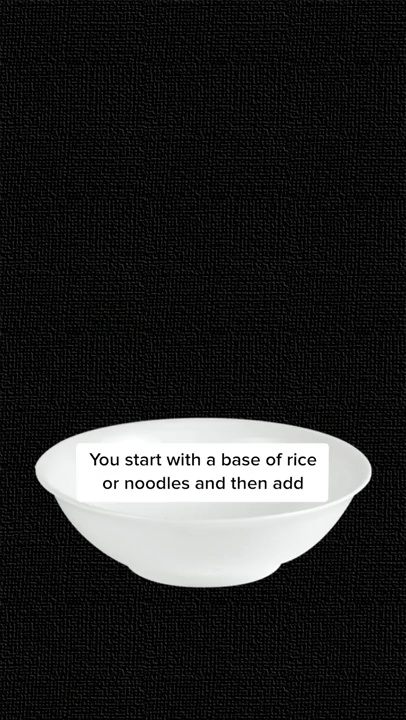 You start with a base of rice
or noodles and then add